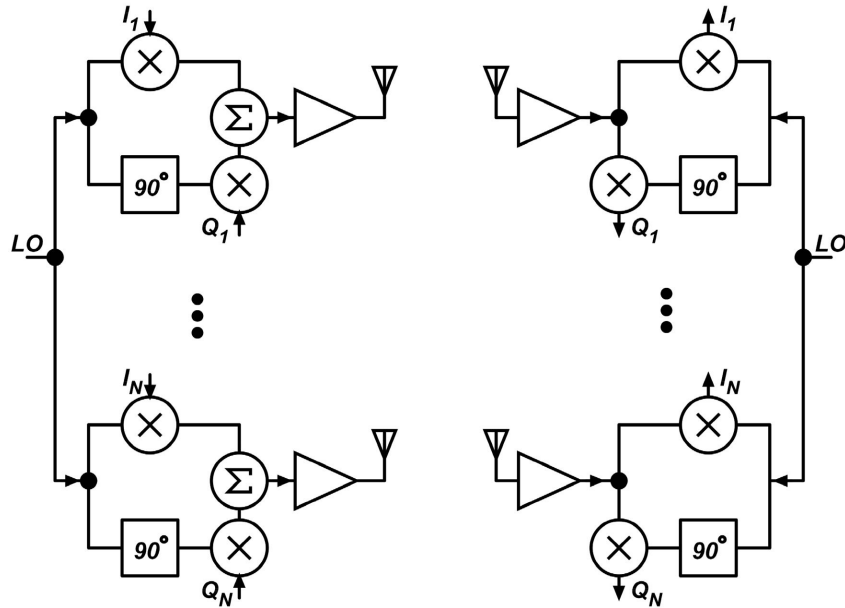 I1 I1
Σ
90° 90°
Q1 Q1
LO LO
IN IN
Σ
90° 90°
QN QN